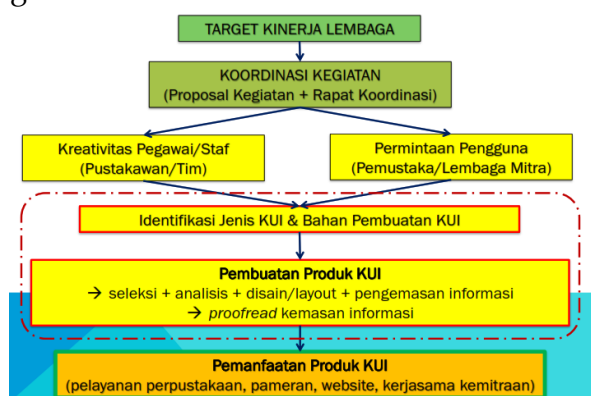 TARGET KINERJA LEMBAGA
KOORDINASI KEGIATAN
(Proposal Kegiatan + Rapat Koordinasi)
Kreativitas Pegawai/Staf
(Pustakawan/Tim)
Permintaan Pengguna
(Pemustaka/Lembaga Mitra)
Identifikasi Jenis KUI & Bahan Pembuatan KUI
Pembuatan Produk KUI
→ seleksi + analisis + disain/layout + pengemasan informasi
→ proofread kemasan informasi
Pemanfaatan Produk KUI
(pelayanan perpustakaan, pameran, website, kerjasama kemitraan)